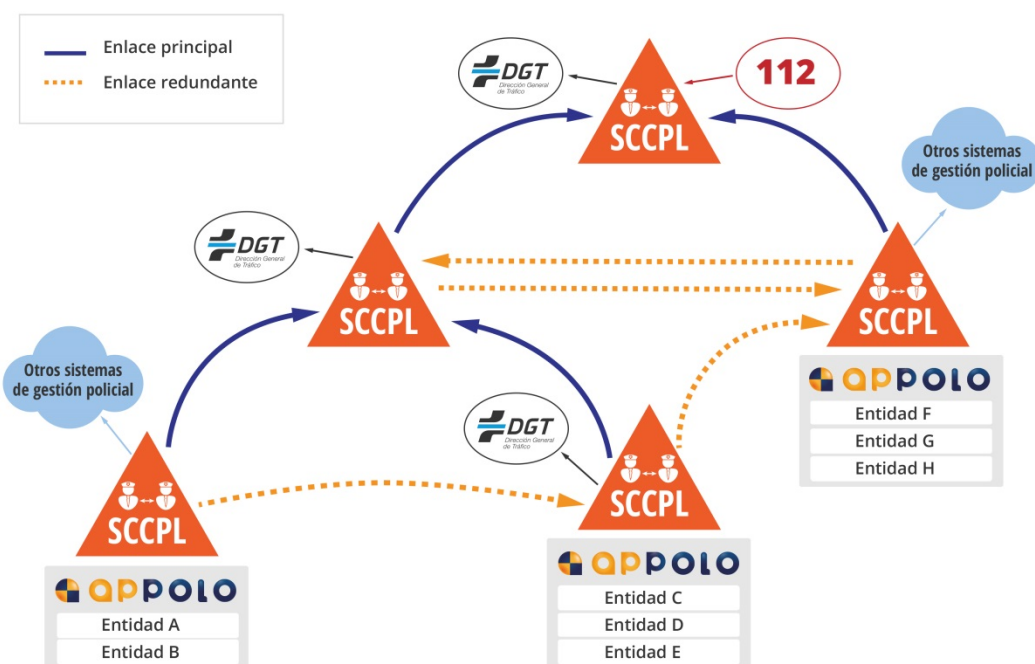 Enlace principal
Enlace redundante
DGT
Dirección General
de Tráfico
112
SCCPL
Otros sistemas
de gestión policial
DGT
Dirección General
de Tráfico
SCCPL
SCCPL
appolo
Entidad F
Entidad G
Entidad H
Otros sistemas
de gestión policial
DGT
Dirección General
de Tráfico
SCCPL
SCCPL
appolo
Entidad A
Entidad B
appolo
Entidad C
Entidad D
Entidad E